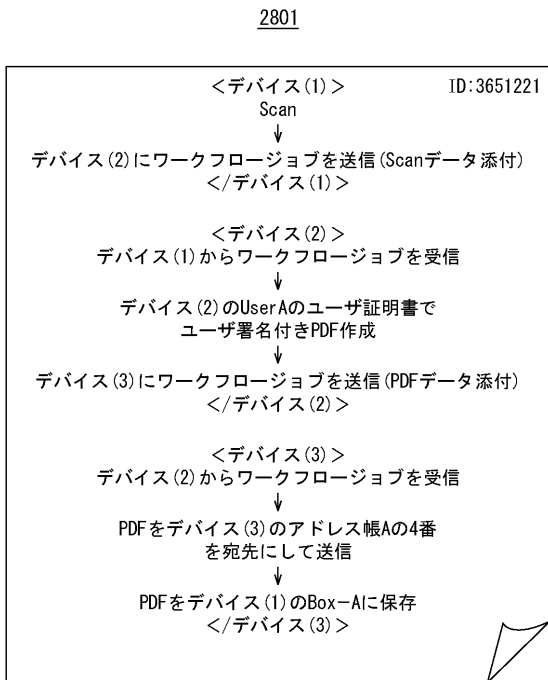 2801
<デバイス(1)> ID:3651221
Scan
↓
デバイス(2)にワークフロージョブを送信(Scanデータ添付)
</デバイス(1)>
<デバイス(2)>
デバイス(1)からワークフロージョブを受信
↓
デバイス(2)のUserAのユーザ証明書で
ユーザ署名付きPDF作成
↓
デバイス(3)にワークフロージョブを送信(PDFデータ添付)
</デバイス(2)>
<デバイス(3)>
デバイス(2)からワークフロージョブを受信
↓
PDFをデバイス(3)のアドレス帳Aの4番
を宛先にして送信
↓
PDFをデバイス(1)のBox-Aに保存
</デバイス(3)>